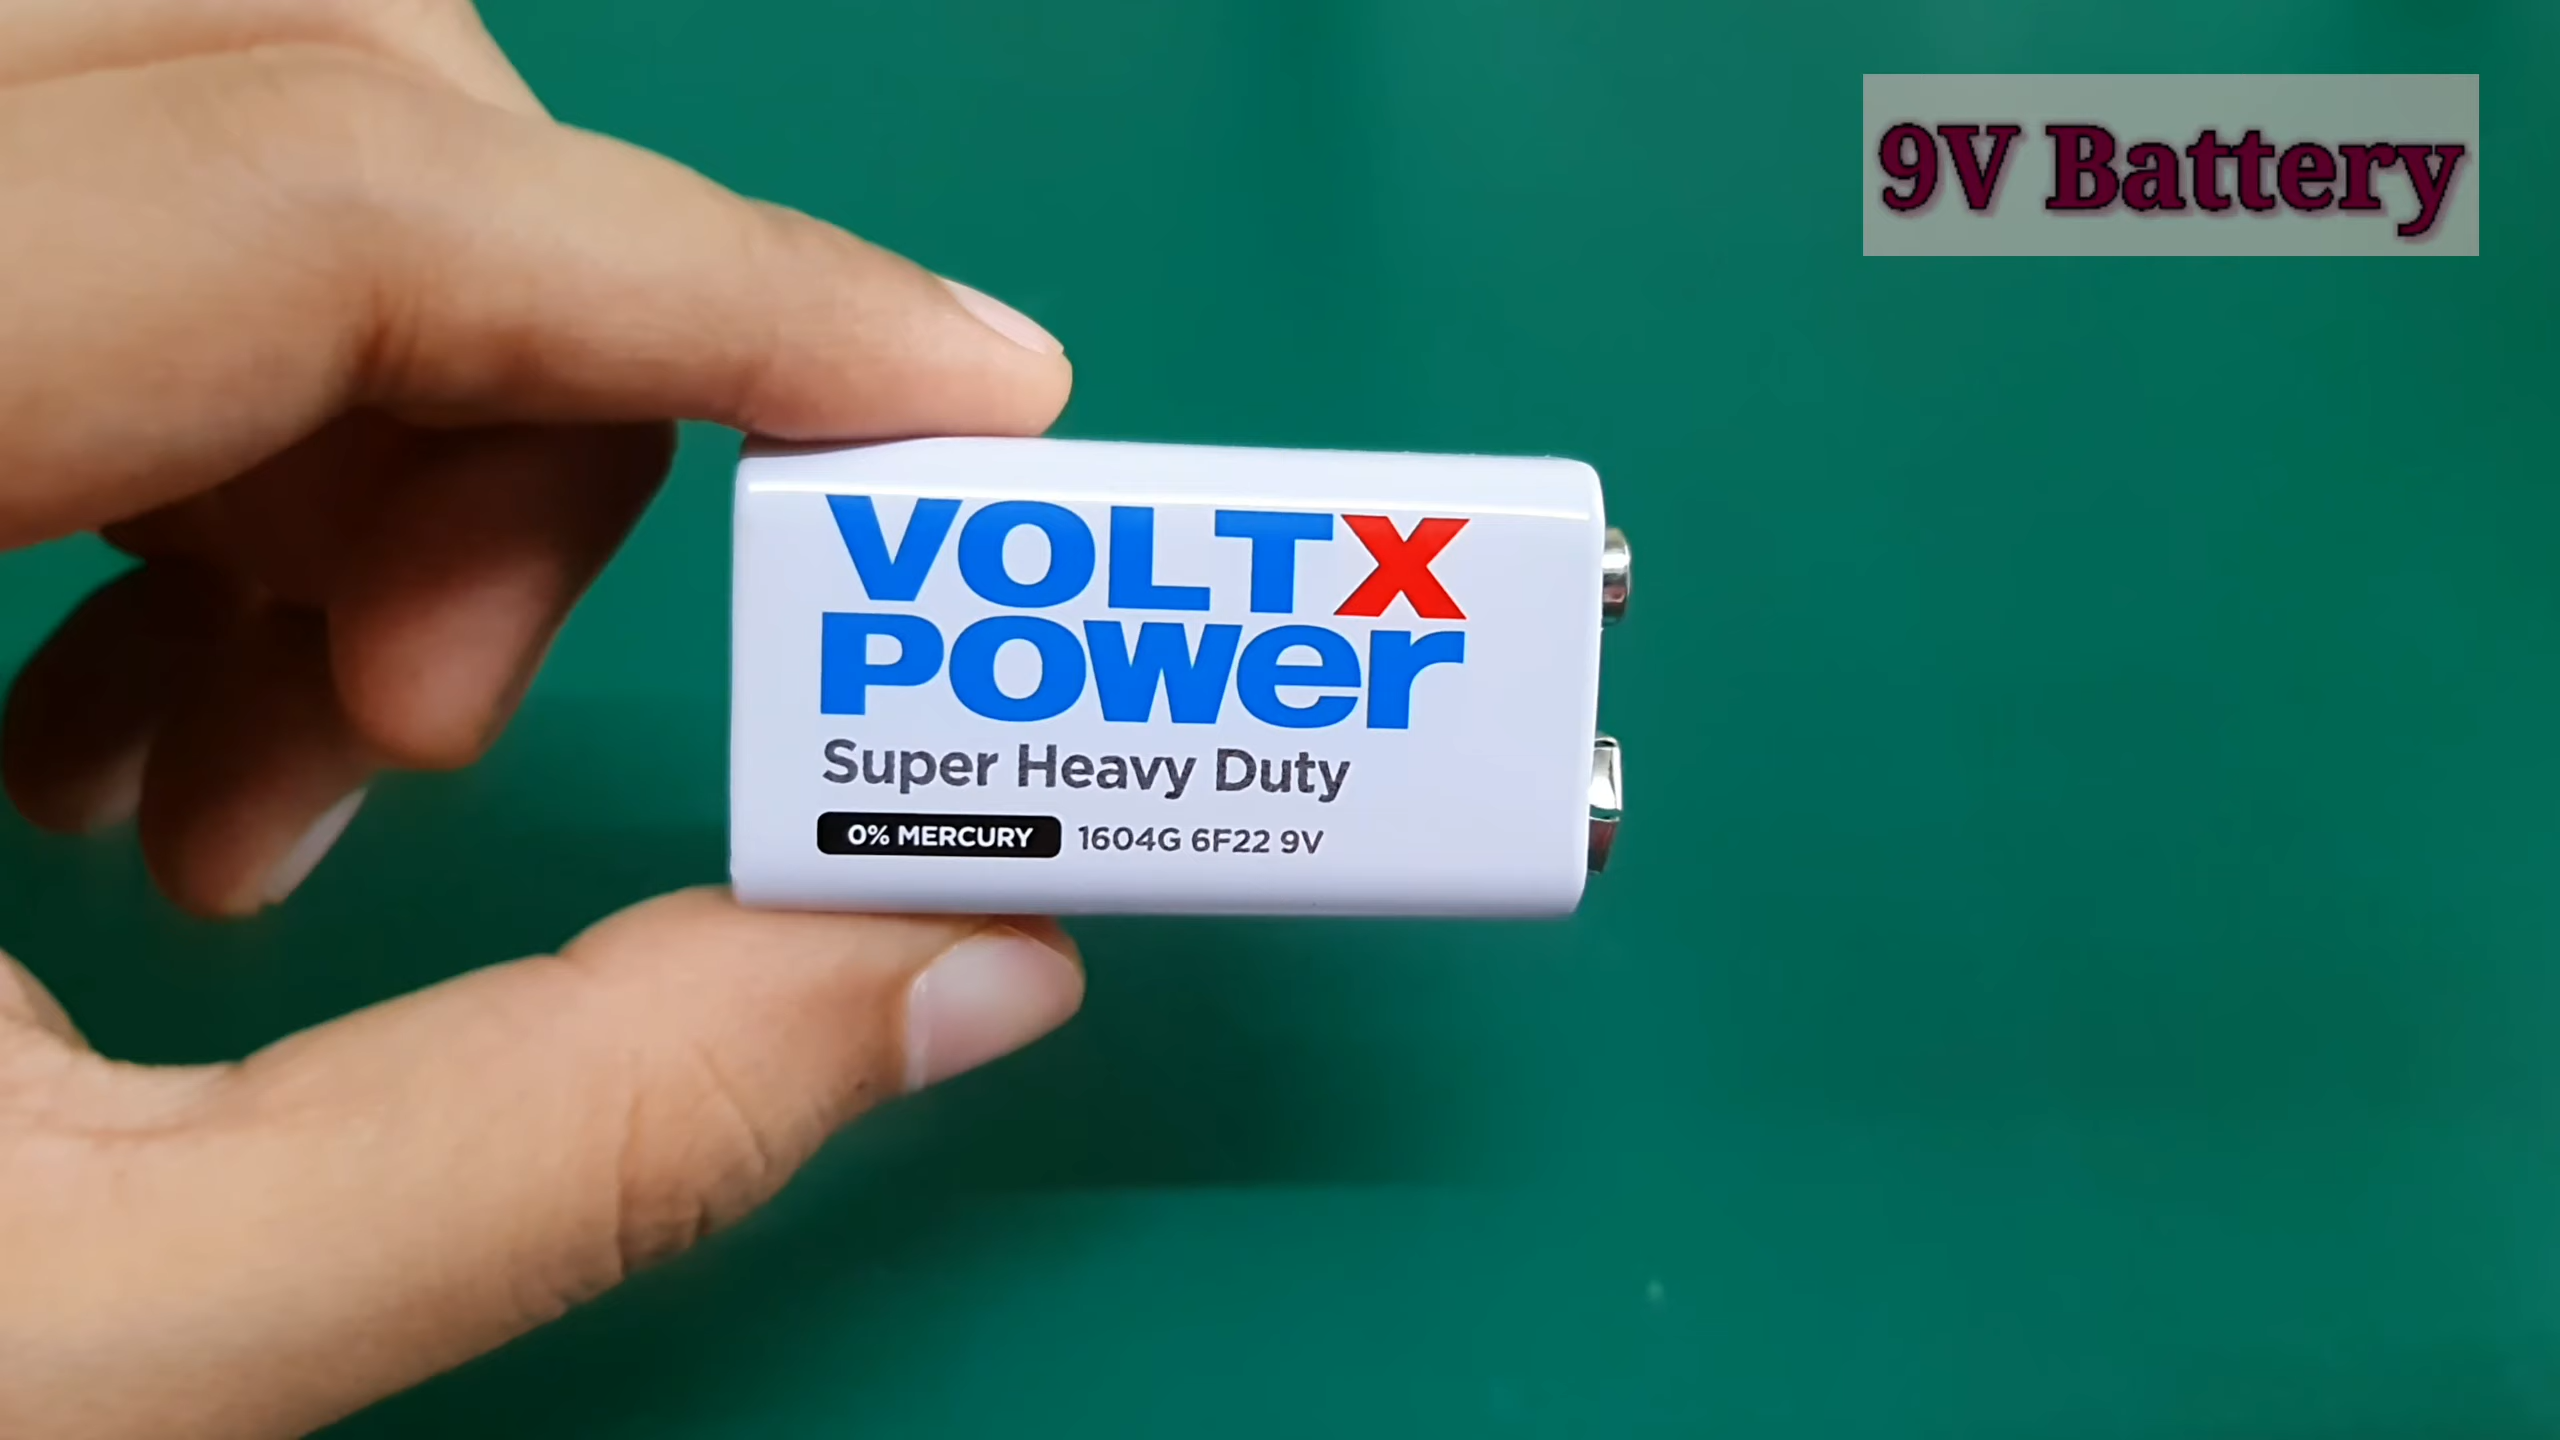 9V Battery
VOLTX
POWer
Super Heavy Duty
0% MERCURY 1604G 6F22 9V